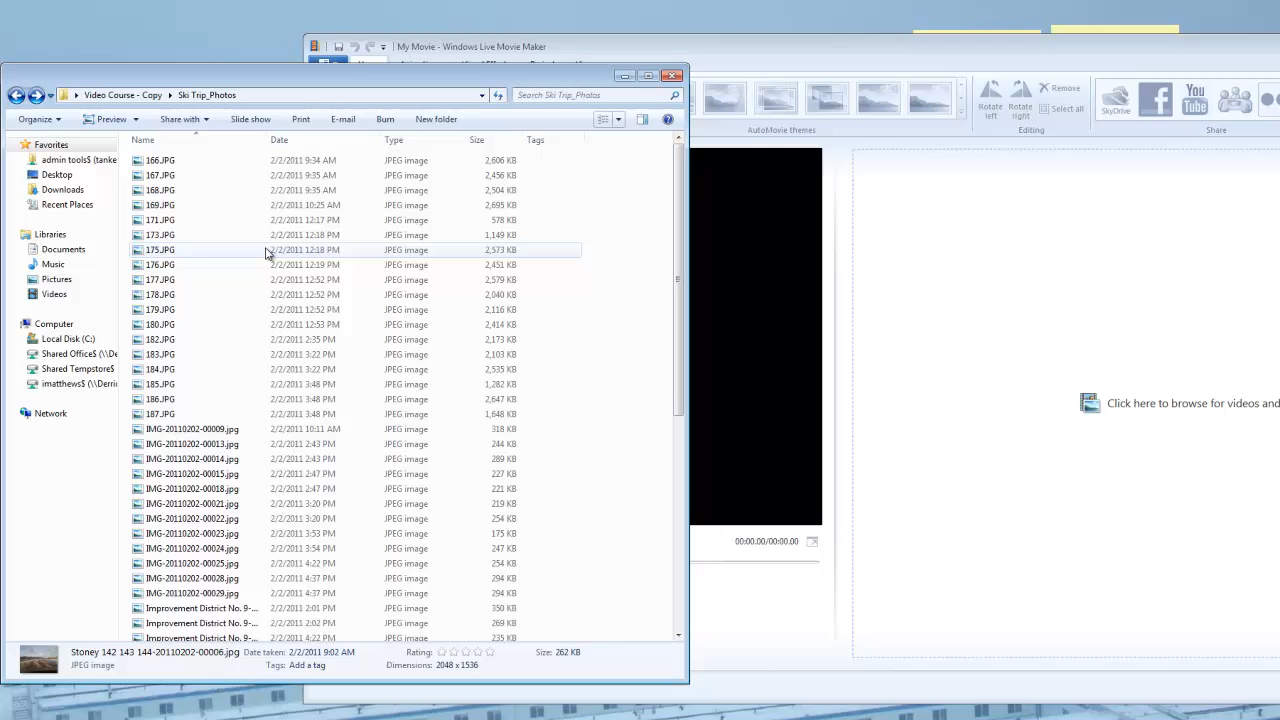 My Movie - Windows Live Movie Maker
Video Course - Copy
Ski Trip_Photos
Search Ski Trip_Photos
Organize
Preview
Share with
Slide show
Print
E-mail
Burn
New folder
Name Date Type Size Tags
Favorites
admin tools$ (tanke
Desktop
Downloads
Recent Places
Libraries
Documents
Music
Pictures
Videos
Computer
Local Disk (C:)
Shared Office$ (\\De
Shared Tempstore$
imatthews$ (\\Derri
Network
166.JPG 2/2/2011 9:34 AM JPEG image 2,606 KB
167.JPG 2/2/2011 9:35 AM JPEG image 2,456 KB
168.JPG 2/2/2011 9:35 AM JPEG image 2,504 KB
169.JPG 2/2/2011 10:25 AM JPEG image 2,695 KB
171.JPG 2/2/2011 12:17 PM JPEG image 578 KB
173.JPG 2/2/2011 12:18 PM JPEG image 1,149 KB
175.JPG 2/2/2011 12:18 PM JPEG image 2,573 KB
176.JPG 2/2/2011 12:19 PM JPEG image 2,451 KB
177.JPG 2/2/2011 12:52 PM JPEG image 2,579 KB
178.JPG 2/2/2011 12:52 PM JPEG image 2,040 KB
179.JPG 2/2/2011 12:52 PM JPEG image 2,116 KB
180.JPG 2/2/2011 12:53 PM JPEG image 2,414 KB
182.JPG 2/2/2011 2:35 PM JPEG image 2,173 KB
183.JPG 2/2/2011 3:22 PM JPEG image 2,103 KB
184.JPG 2/2/2011 3:22 PM JPEG image 2,535 KB
185.JPG 2/2/2011 3:48 PM JPEG image 1,282 KB
186.JPG 2/2/2011 3:48 PM JPEG image 2,647 KB
187.JPG 2/2/2011 3:48 PM JPEG image 1,648 KB
IMG-20110202-00009.jpg 2/2/2011 10:11 AM JPEG image 318 KB
IMG-20110202-00013.jpg 2/2/2011 2:43 PM JPEG image 244 KB
IMG-20110202-00014.jpg 2/2/2011 2:43 PM JPEG image 289 KB
IMG-20110202-00015.jpg 2/2/2011 2:47 PM JPEG image 227 KB
IMG-20110202-00018.jpg 2/2/2011 2:47 PM JPEG image 221 KB
IMG-20110202-00021.jpg 2/2/2011 3:20 PM JPEG image 219 KB
IMG-20110202-00022.jpg 2/2/2011 3:20 PM JPEG image 254 KB
IMG-20110202-00023.jpg 2/2/2011 3:53 PM JPEG image 175 KB
IMG-20110202-00024.jpg 2/2/2011 3:54 PM JPEG image 247 KB
IMG-20110202-00025.jpg 2/2/2011 4:22 PM JPEG image 254 KB
IMG-20110202-00028.jpg 2/2/2011 4:37 PM JPEG image 294 KB
IMG-20110202-00029.jpg 2/2/2011 4:37 PM JPEG image 294 KB
Improvement District No. 9-... 2/2/2011 2:01 PM JPEG image 350 KB
Improvement District No. 9-... 2/2/2011 2:02 PM JPEG image 269 KB
Improvement District No. 9-... 2/2/2011 4:22 PM JPEG image 235 KB
Stoney 142 143 144-20110202-00006.jpg Date taken: 2/2/2011 9:02 AM Rating: Size: 262 KB
JPEG image Tags: Add a tag Dimensions: 2048 x 1536
Rotate left
Rotate right
Remove
Select all
SkyDrive
You Tube
AutoMovie themes
Editing
Share
00:00.00/00:00.00
Click here to browse for videos and